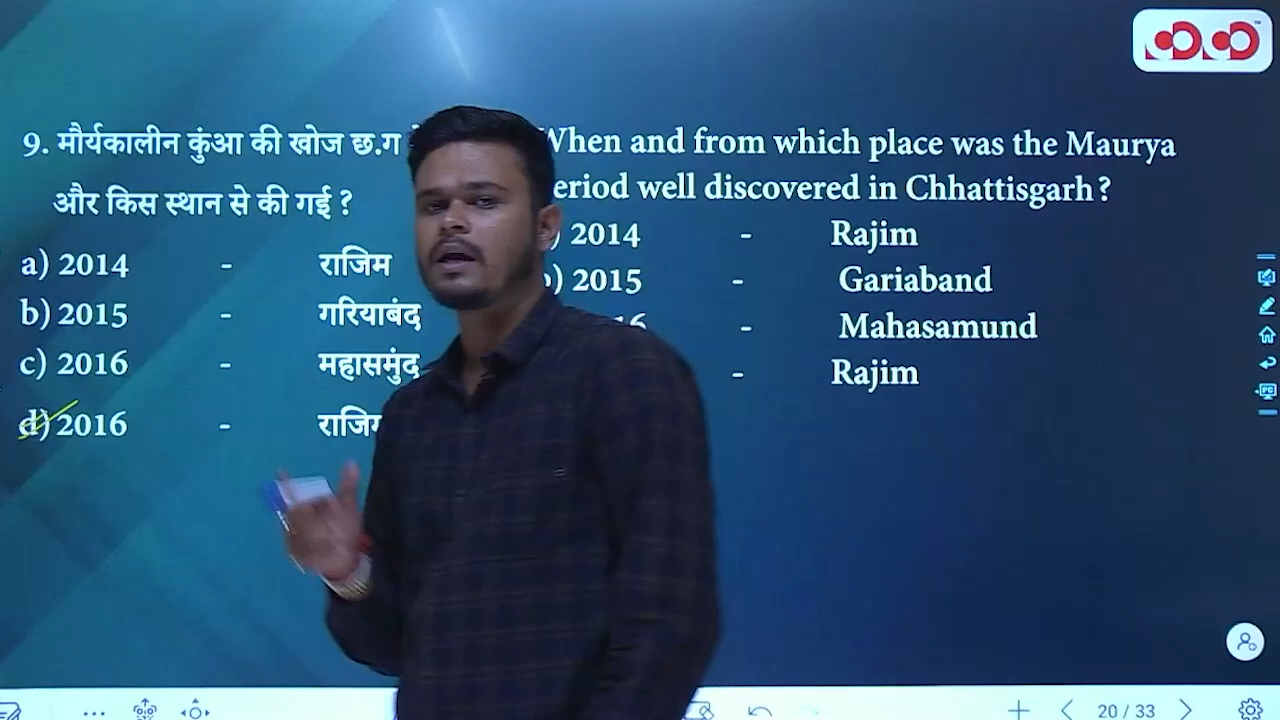 9. मौर्यकालीन कुंआ की खोज छ.ग
और किस स्थान से की गई ?
a) 2014 - राजिम
b) 2015 - गरियाबंद
c) 2016 - महासमुंद
d) 2016 -
When and from which place was the Maurya
period well discovered in Chhattisgarh?
2014 - Rajim
b) 2015 - Gariaband
- Mahasamund
- Rajim
20 / 33